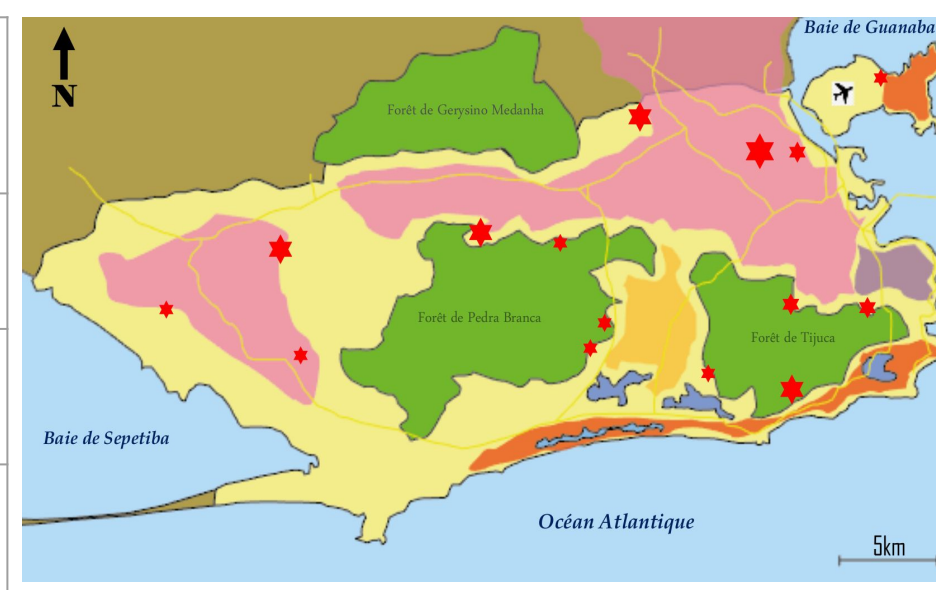 Baie de Guanaba
N
Forêt de Gerysino Medanha
Forêt de Pedra Branca
Forêt de Tijuca
Baie de Sepetiba
Océan Atlantique
5km